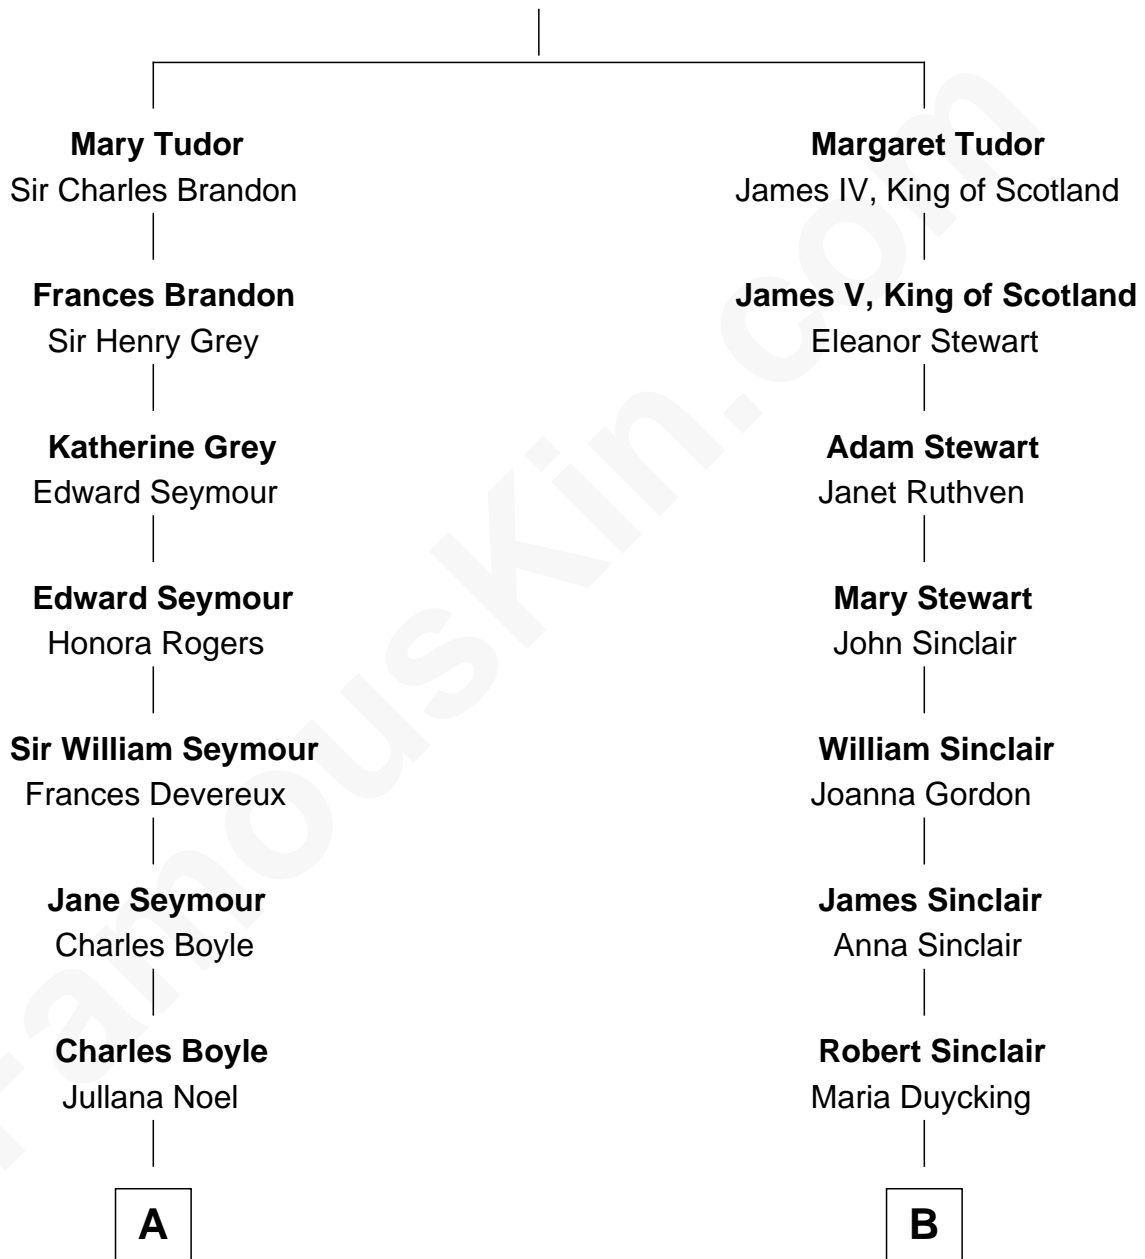 Mary Tudor
Sir Charles Brandon
Frances Brandon
Sir Henry Grey
Katherine Grey
Edward Seymour
Edward Seymour
Honora Rogers
Sir William Seymour
Frances Devereux
Jane Seymour
Charles Boyle
Charles Boyle
Jullana Noel
A
Margaret Tudor
James IV, King of Scotland
James V, King of Scotland
Eleanor Stewart
Adam Stewart
Janet Ruthven
Mary Stewart
John Sinclair
William Sinclair
Joanna Gordon
James Sinclair
Anna Sinclair
Robert Sinclair
Maria Duycking
B
FamousKin.com